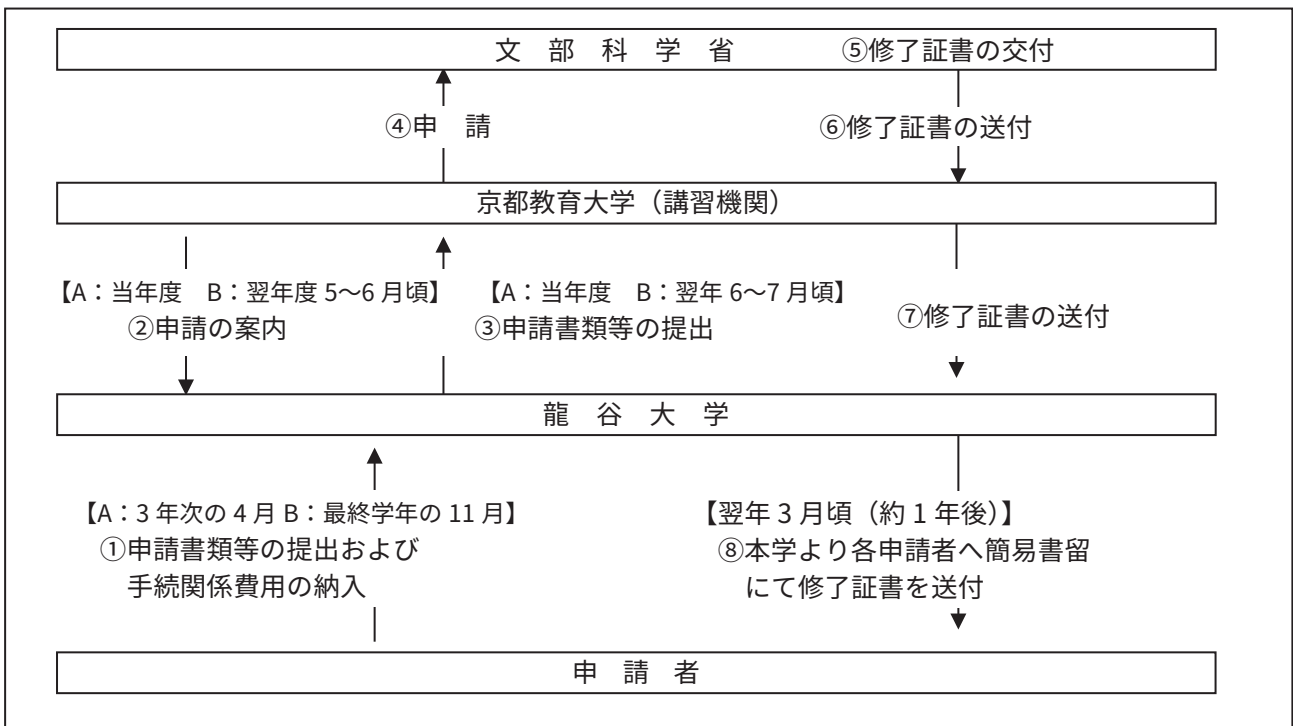 文 部 科 学 省 ⑤修了証書の交付
④申 請 ⑥修了証書の送付
京都教育大学（講習機関）
【A：当年度 B：翌年度 5～6 月頃】 【A：当年度 B：翌年 6～7 月頃】
②申請の案内 ③申請書類等の提出 ⑦修了証書の送付
龍 谷 大 学
【A：3 年次の 4 月 B：最終学年の 11 月】 【翌年 3 月頃（約 1 年後）】
①申請書類等の提出および ⑧本学より各申請者へ簡易書留
手続関係費用の納入 にて修了証書を送付
申 請 者